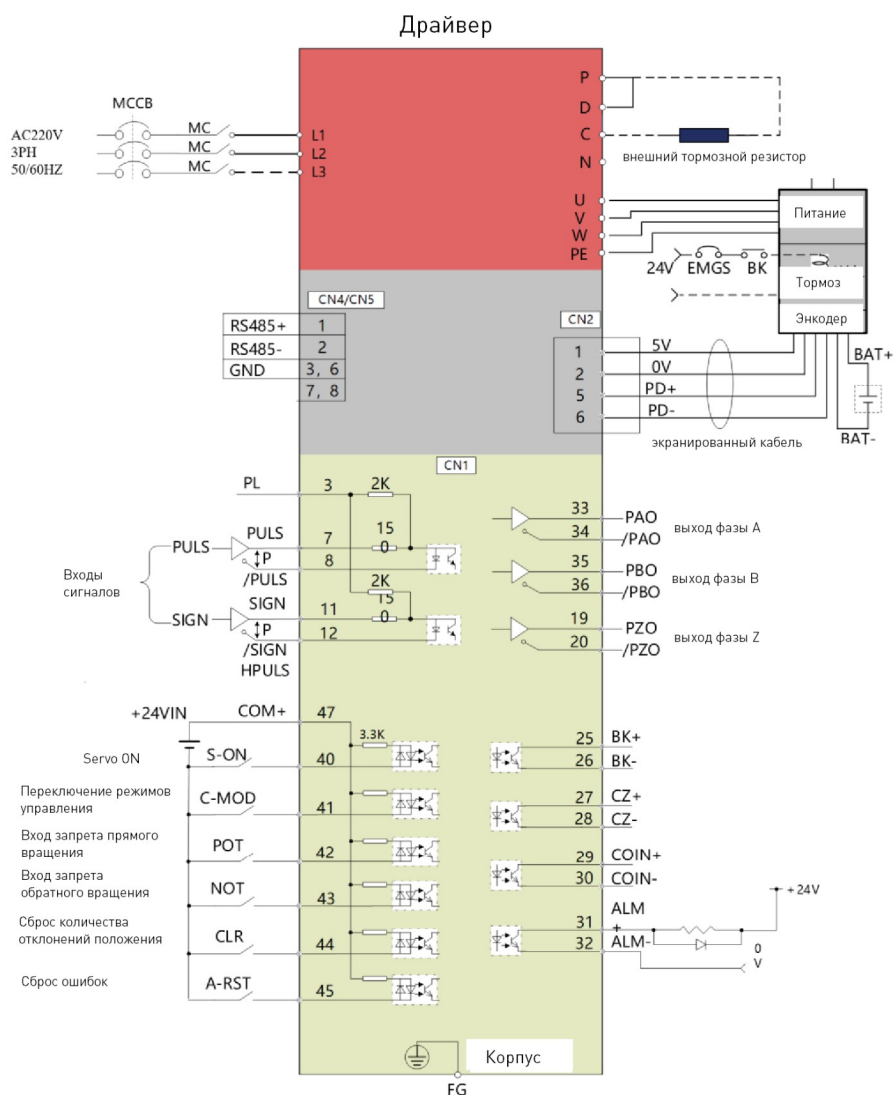 Драйвер
MCCB
AC220V
3PH
50/60HZ
MC
MC
MC
L1
L2
L3
P
D
C
N
внешний тормозной резистор
U
V
W
PE
Питание
24V
EMGS
BK
Тормоз
Энкодер
CN4/CN5
RS485+ 1
RS485- 2
GND 3, 6
7, 8
CN2
1 5V
2 0V
5 PD+
6 PD-
BAT+
BAT-
экранированный кабель
CN1
PL 3 2K
PULS PULS 7 15
0
P 8
/PULS
Входы
сигналов
2K
SIGN SIGN 11 15
0
P 12
/SIGN
HPULS
33 PAO
34 /PAO
выход фазы A
35 PBO
36 /PBO
выход фазы B
19 PZO
20 /PZO
выход фазы Z
+24VIN COM+ 47
3.3K
Servo ON S-ON 40
Переключение режимов
управления
C-MOD 41
Вход запрета прямого
вращения
POT 42
Вход запрета
обратного вращения
NOT 43
Сброс количества
отклонений положения
CLR 44
Сброс ошибок A-RST 45
25 BK+
26 BK-
27 CZ+
28 CZ-
29 COIN+
30 COIN-
ALM
31 +
32 ALM-
+24V
0
V
Корпус
FG